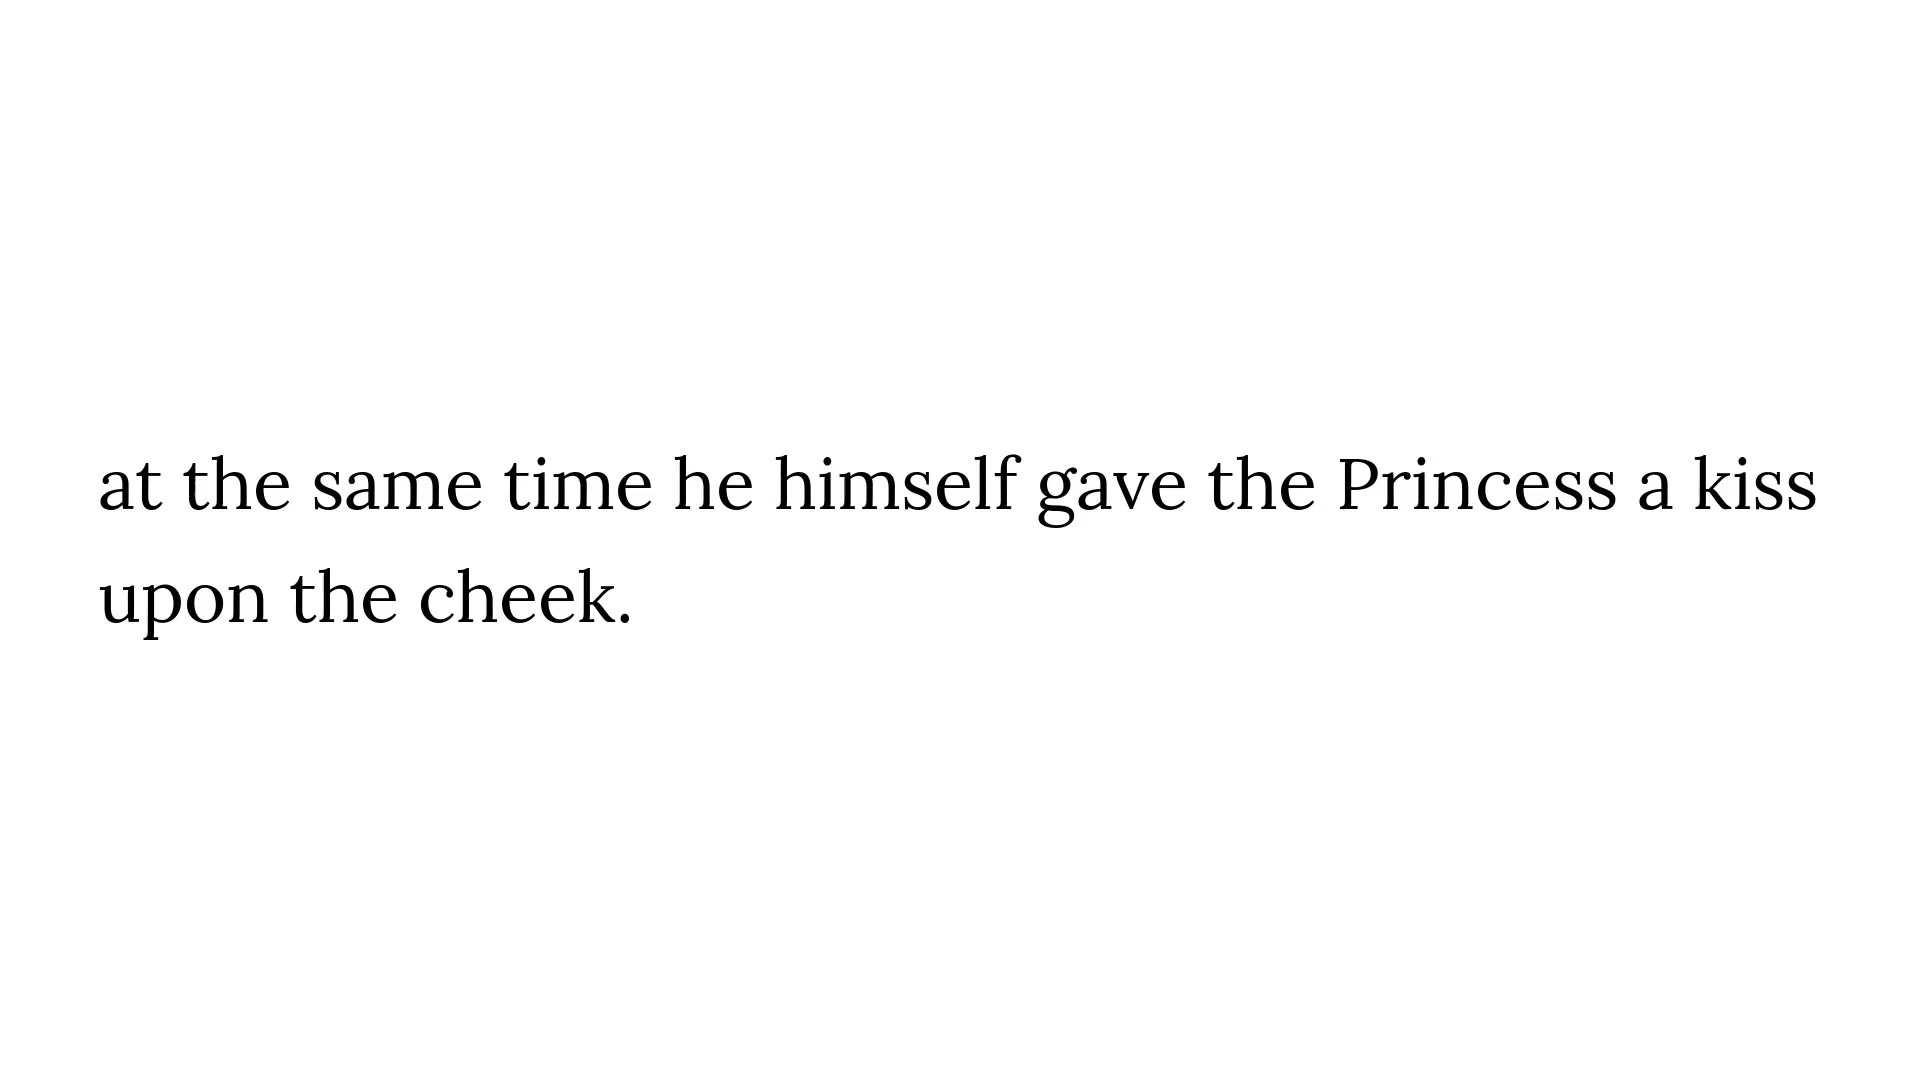 at the same time he himself gave the Princess a kiss
upon the cheek.